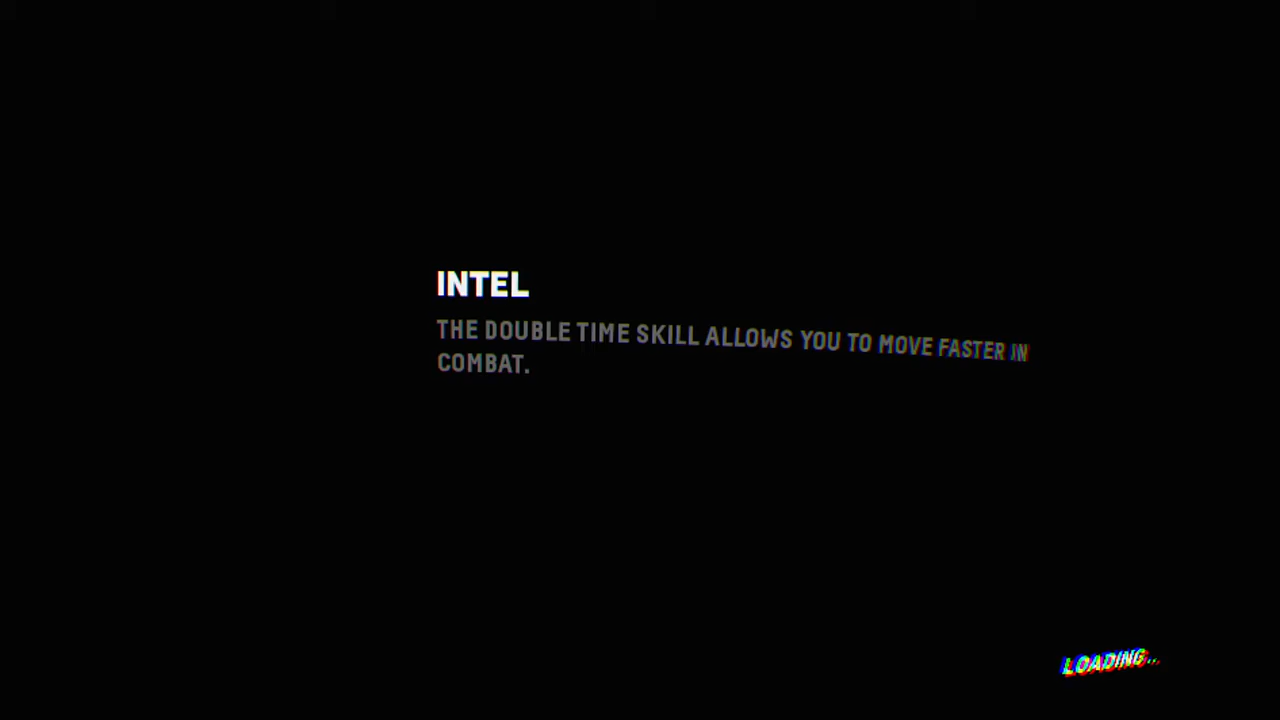 INTEL
THE DOUBLE TIME SKILL ALLOWS YOU TO MOVE FASTER IN
COMBAT.
LOADING...